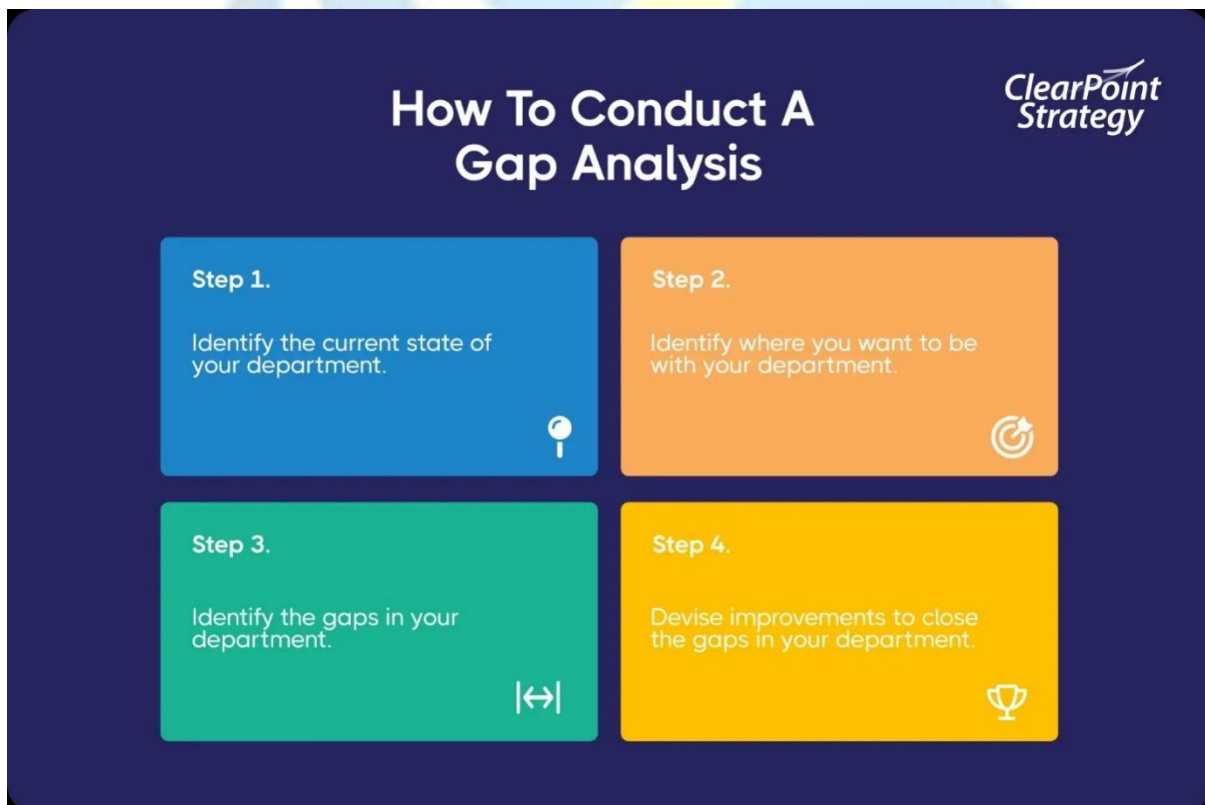 How To Conduct A
Gap Analysis
ClearPoint
Strategy
Step 1.
Identify the current state of
your department.
Step 2.
Identify where you want to be
with your department.
Step 3.
Identify the gaps in your
department.
Step 4.
Devise improvements to close
the gaps in your department.